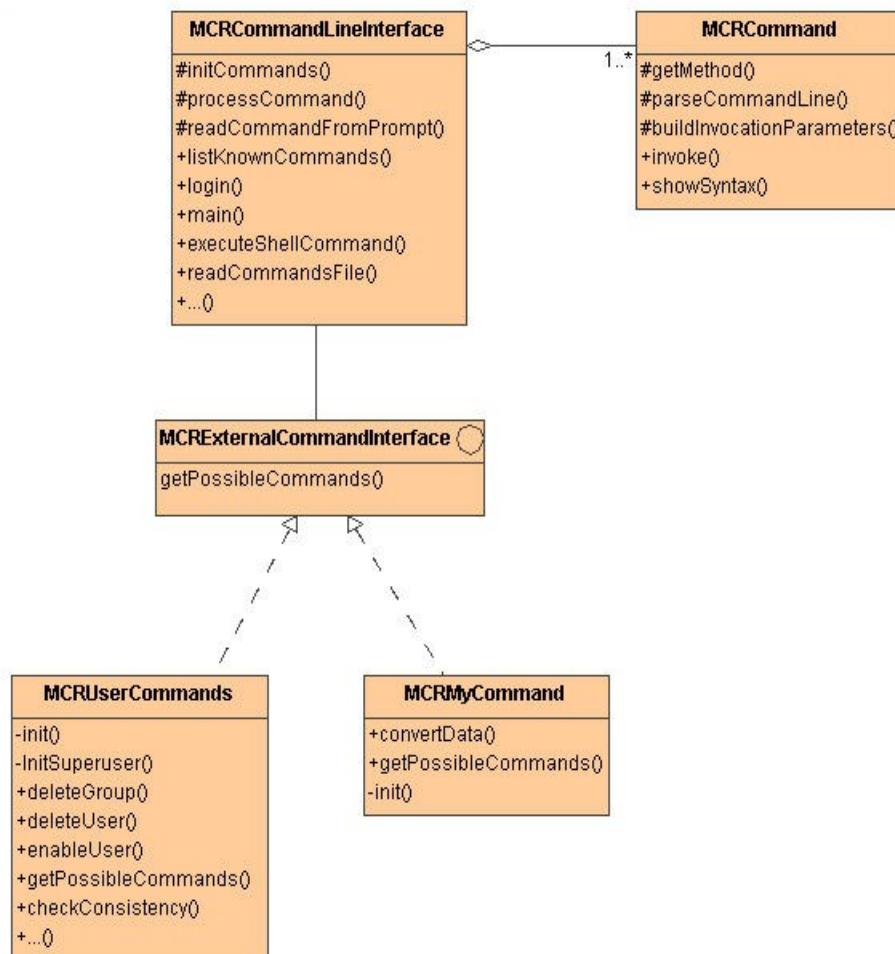 MCRCommandLineInterface
#initCommands()
#processCommand()
#readCommandFromPrompt()
+listKnownCommands()
+login()
+main()
+executeShellCommand()
+readCommandsFile()
+...()
1..*
MCRCommand
#getMethod()
#parseCommandLine()
#buildInvocationParameters()
+invoke()
+showSyntax()
MCRExternalCommandInterface
getPossibleCommands()
MCRUserCommands
-init()
-InitSuperuser()
+deleteGroup()
+deleteUser()
+enableUser()
+getPossibleCommands()
+checkConsistency()
+...()
MCRMyCommand
+convertData()
+getPossibleCommands()
-init()